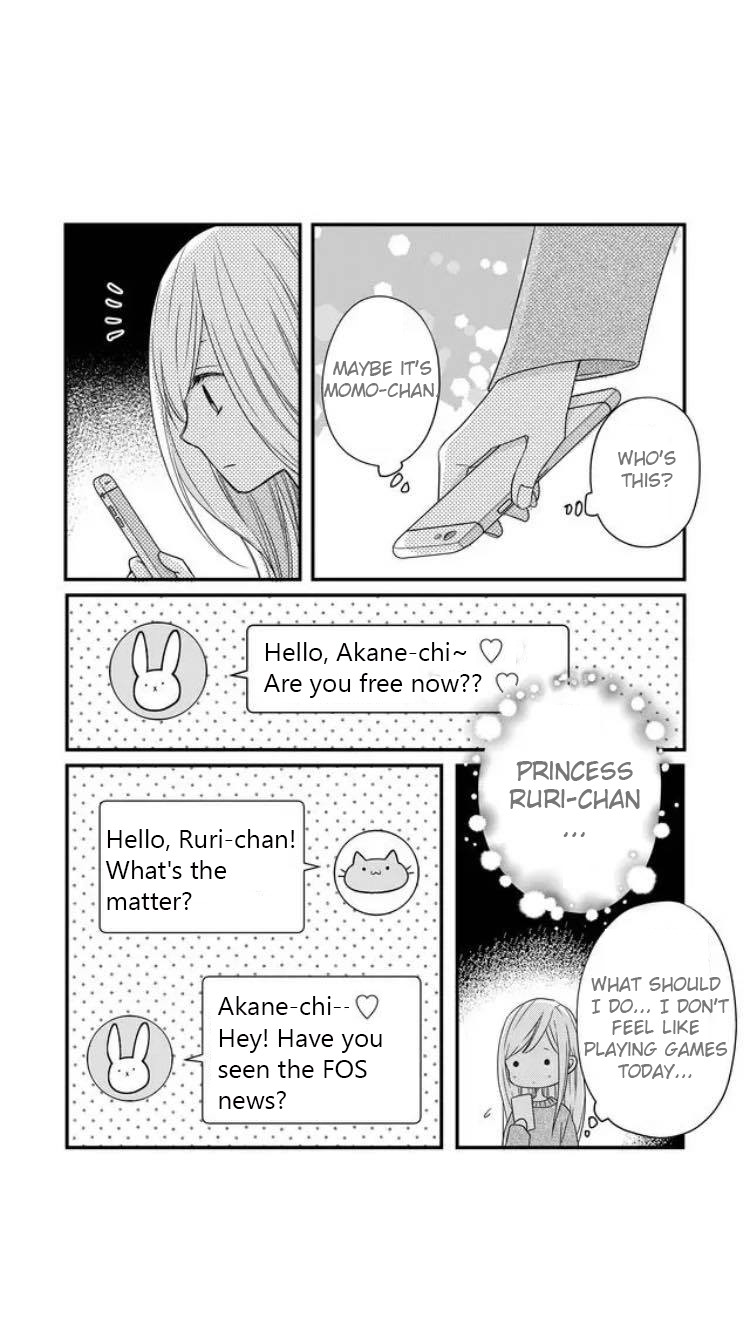 WHO'S
THIS?
MAYBE IT'S
MOMO-CHAN.
Hello, Akane-chi~ ♡
Are you free now?? ♡
PRINCESS
RURI-CHAN
...
WHAT SHOULD
I DO... I DON'T
FEEL LIKE
PLAYING GAMES
TODAY...
Hello, Ruri-chan!
What's the
matter?
Akane-chi--♡
Hey! Have you
seen the FOS
news?